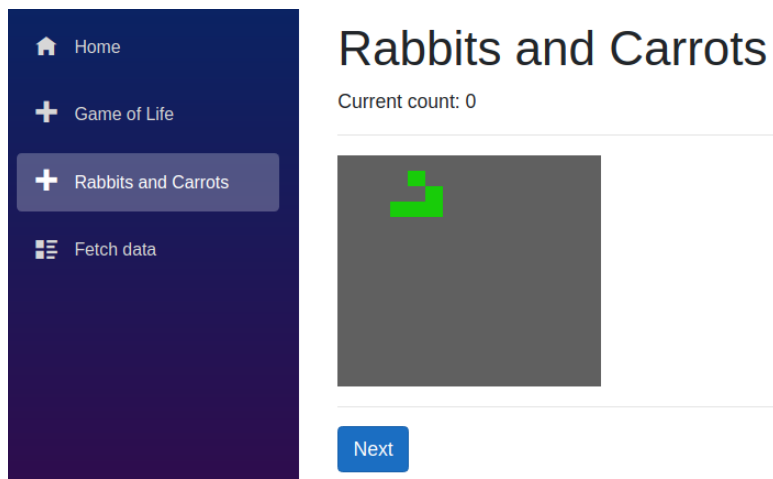 Home
Game of Life
Rabbits and Carrots
Fetch data
Rabbits and Carrots
Current count: 0
Next